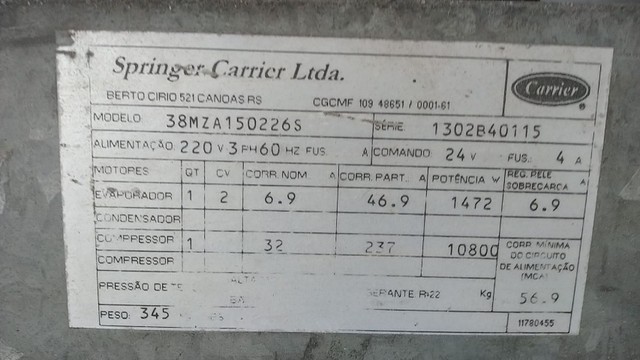 Springer Carrier Ltda.
Carrier
BERTO CIRIO 521 CANOAS RS CGCMF 109 48651 / 0001-61
MODELO 38MZA150226S SÉRIE 1302B40115
ALIMENTAÇÃO 220 V 3 PH 60 HZ FUS. A COMANDO 24 V FUS. 4 A
MOTORES QT CV CORR. NOM A CORR. PART. A POTÊNCIA W REG. RELE SOBRECARGA A
EVAPORADOR 1 2 6.9 46.9 1472 6.9
CONDENSADOR
COMPRESSOR 1 32 237 10800
COMPRESSOR
CORR. MÍNIMA
DO CIRCUITO
DE ALIMENTAÇÃO
(MCA)
56.9
PRESSÃO DE R-22 Kg
PESO: 345
11780455